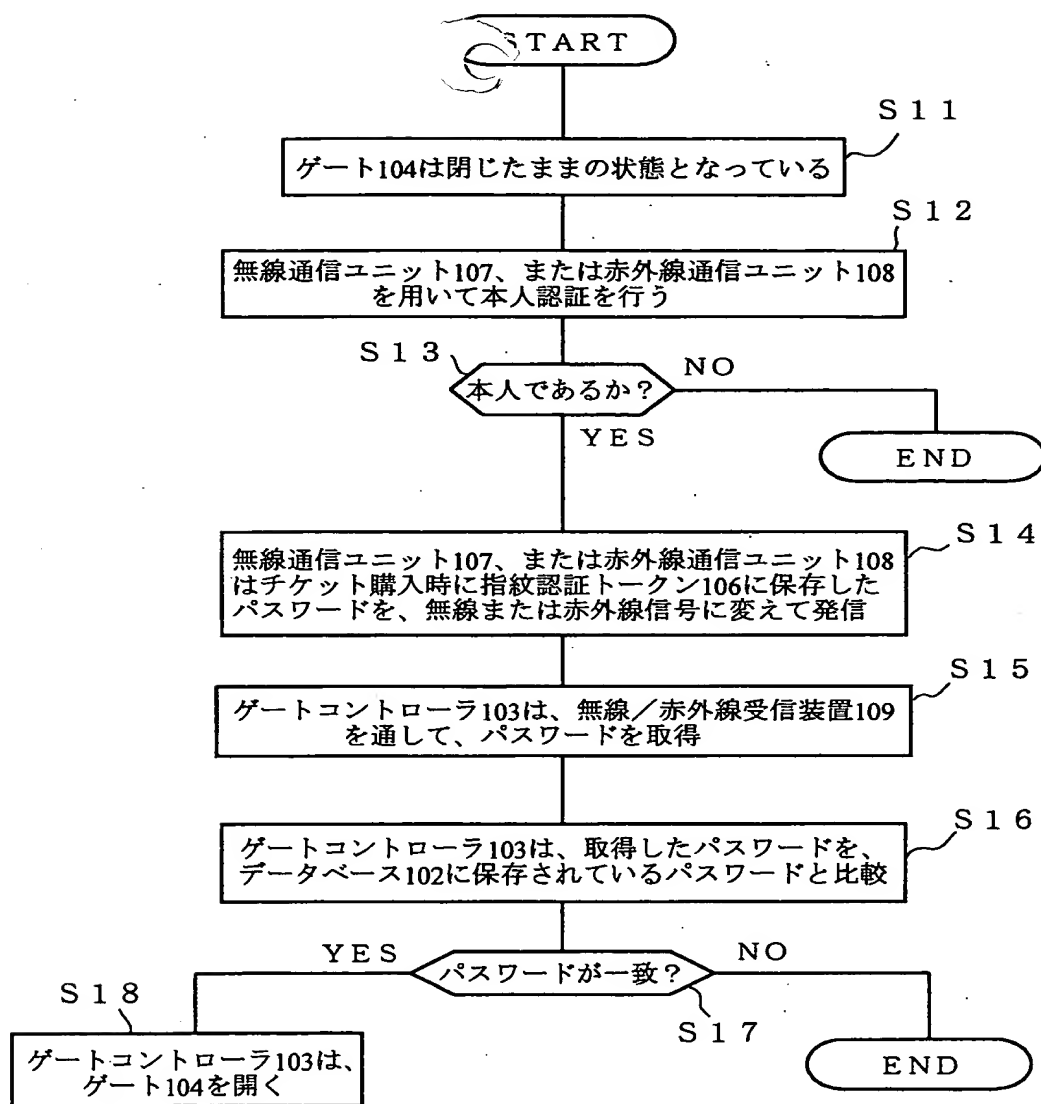 START
S11
ゲート104は閉じたままの状態となっている
S12
無線通信ユニット107、または赤外線通信ユニット108
を用いて本人認証を行う
S13
本人であるか?
NO
YES
END
S14
無線通信ユニット107、または赤外線通信ユニット108
はチケット購入時に指紋認証トークン106に保存した
パスワードを、無線または赤外線信号に変えて発信
S15
ゲートコントローラ103は、無線/赤外線受信装置109
を通して、パスワードを取得
S16
ゲートコントローラ103は、取得したパスワードを、
データベース102に保存されているパスワードと比較
YES
パスワードが一致?
NO
S17
S18
ゲートコントローラ103は、
ゲート104を開く
END